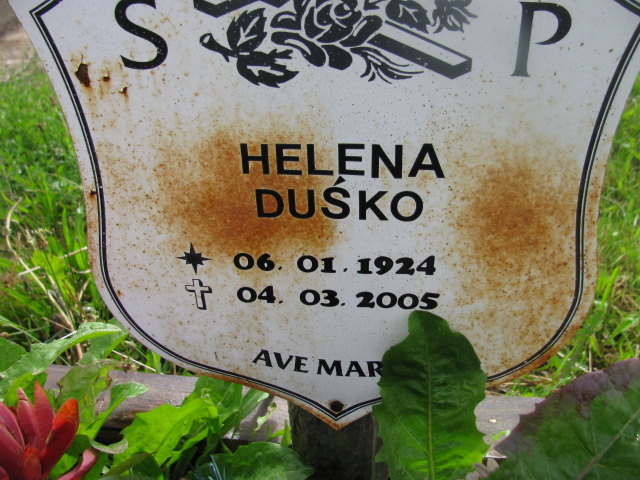 S P
HELENA
DUŚKO
06. 01. 1924
04. 03. 2005
AVE MAR